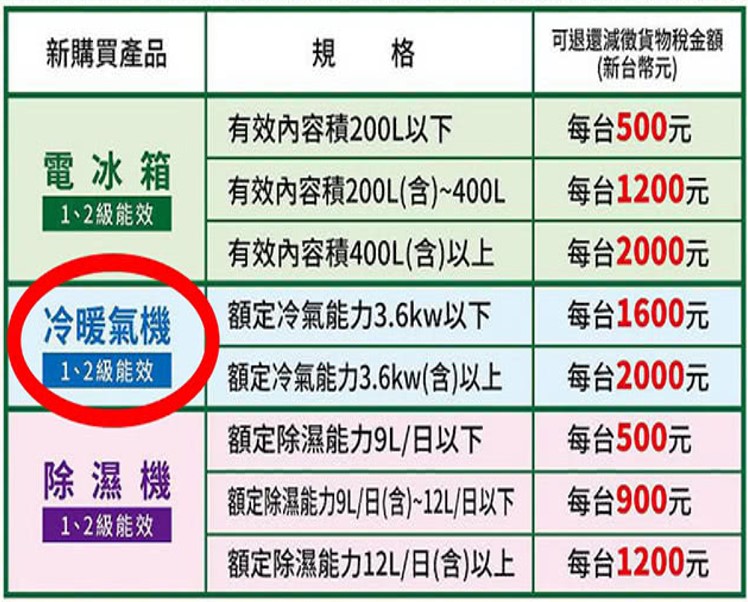 新購買產品
規 格
可退還減徵貨物稅金額
(新台幣元)
電冰箱
1、2級能效
有效內容積200L以下
每台500元
有效內容積200L(含)~400L
每台1200元
有效內容積400L(含)以上
每台2000元
冷暖氣機
1、2級能效
額定冷氣能力3.6kw以下
每台1600元
額定冷氣能力3.6kw(含)以上
每台2000元
除濕機
1、2級能效
額定除濕能力9L/日以下
每台500元
額定除濕能力9L/日(含)~12L/日以下
每台900元
額定除濕能力12L/日(含)以上
每台1200元